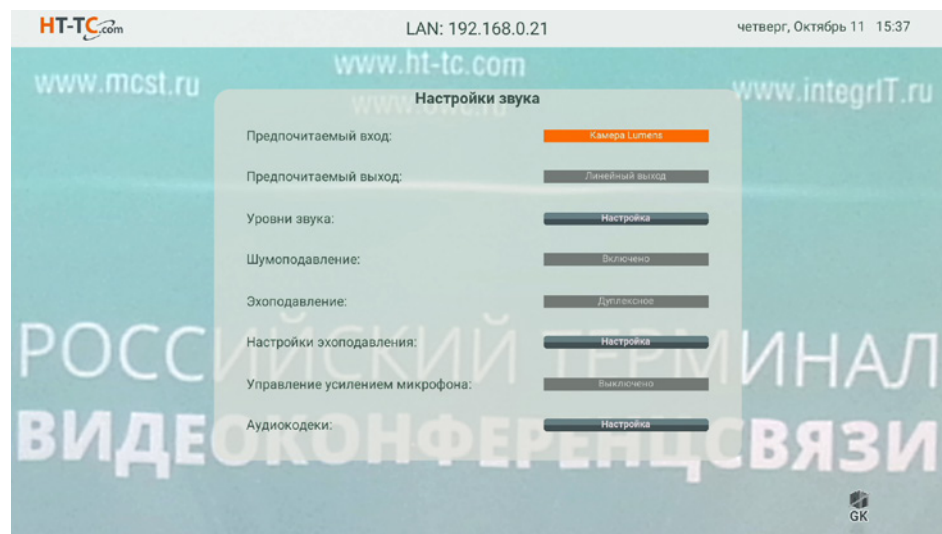 HT-TC.com
LAN: 192.168.0.21
четверг, Октябрь 11 15:37
www.mcst.ru
www.ht-tc.com
www.integrIT.ru
Настройки звука
Предпочитаемый вход: Камера Lumens
Предпочитаемый выход: Линейный выход
Уровни звука: Настройка
Шумоподавление: Включено
Эхоподавление: Дуплексное
Настройки эхоподавления: Настройка
Управление усилением микрофона: Выключено
Аудиокодеки: Настройка
РОССИЙСКИЙ ТЕРМИНАЛ
ВИДЕОКОНФЕРЕНЦСВЯЗИ
GK